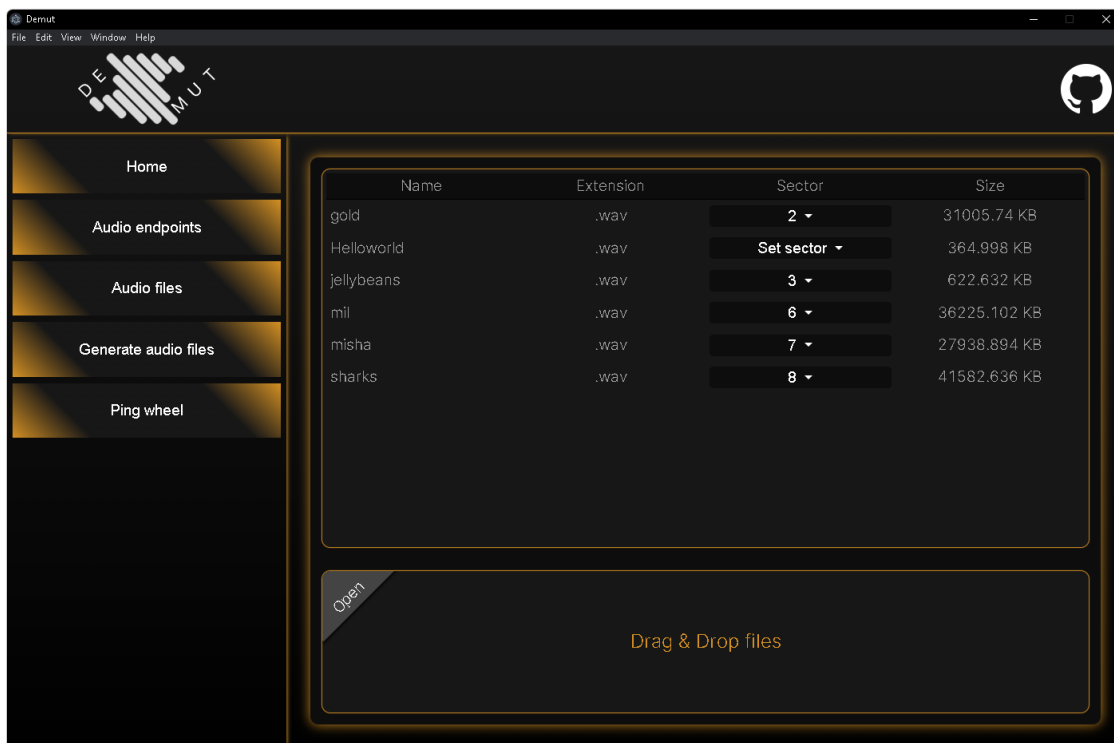 Demut
File Edit View Window Help
DE
MUT
Home
Audio endpoints
Audio files
Generate audio files
Ping wheel
Name Extension Sector Size
gold .wav 2 31005.74 KB
Helloworld .wav Set sector 364.998 KB
jellybeans .wav 3 622.632 KB
mil .wav 6 36225.102 KB
misha .wav 7 27938.894 KB
sharks .wav 8 41582.636 KB
Open
Drag & Drop files